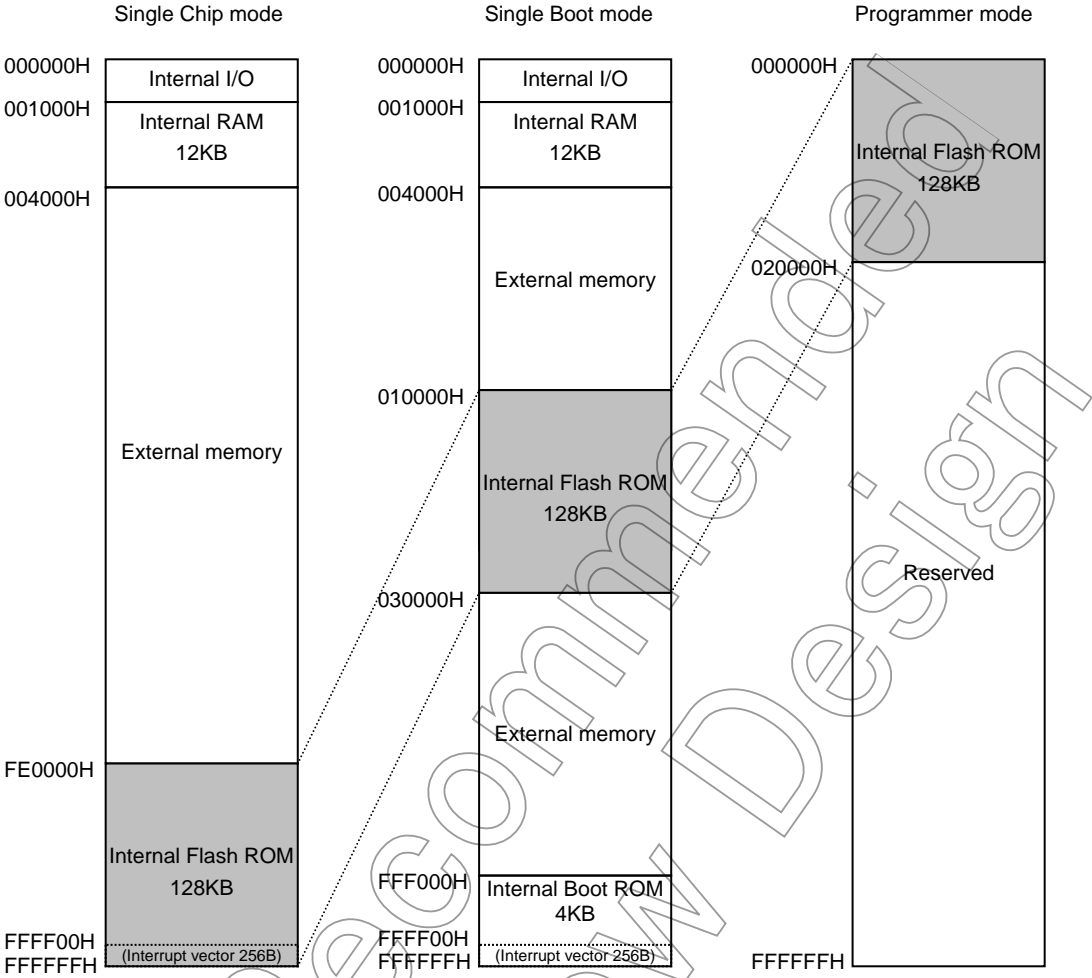 Single Chip mode
000000H
Internal I/O
001000H
Internal RAM
12KB
004000H
External memory
FE0000H
Internal Flash ROM
128KB
FFFF00H
(Interrupt vector 256B)
FFFFFFH
Single Boot mode
000000H
Internal I/O
001000H
Internal RAM
12KB
004000H
External memory
010000H
Internal Flash ROM
128KB
030000H
External memory
FFF000H
Internal Boot ROM
4KB
FFFF00H
(Interrupt vector 256B)
FFFFFFH
Programmer mode
000000H
Internal Flash ROM
128KB
020000H
Reserved
FFFFFFH
ecommended
w Design